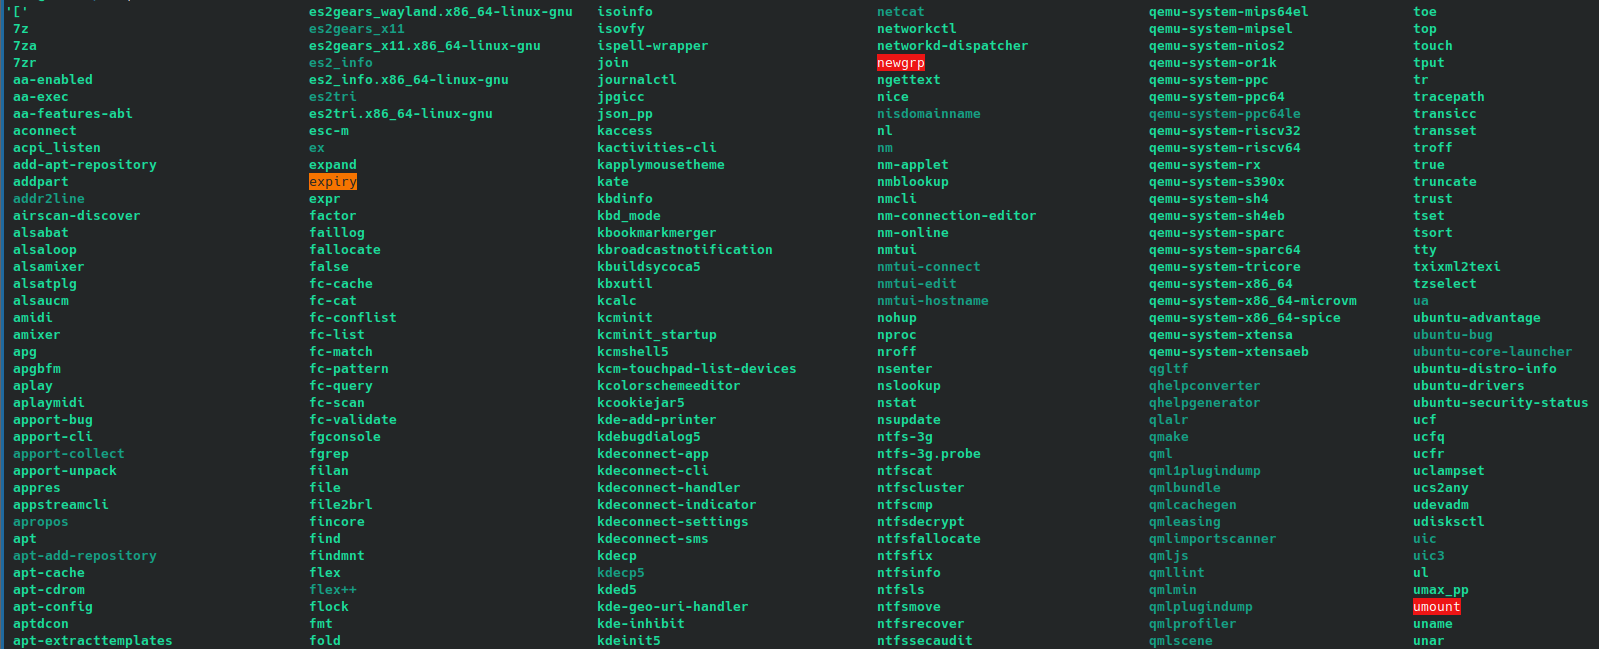 '[' es2gears_wayland.x86_64-linux-gnu isoinfo netcat qemu-system-mips64el toe
7z es2gears_x11 isovfy networkctl qemu-system-mipsel top
7za es2gears_x11.x86_64-linux-gnu ispell-wrapper networkd-dispatcher qemu-system-nios2 touch
7zr es2_info join newgrp qemu-system-or1k tput
aa-enabled es2_info.x86_64-linux-gnu journalctl ngettext qemu-system-ppc tr
aa-exec es2tri jpgicc nice qemu-system-ppc64 tracepath
aa-features-abi es2tri.x86_64-linux-gnu json_pp nisdomainname qemu-system-ppc64le transicc
aconnect esc-m kaccess nl qemu-system-riscv32 transset
acpi_listen ex kactivities-cli nm qemu-system-riscv64 troff
add-apt-repository expand kapplymousetheme nm-applet qemu-system-rx true
addpart expiry kate nmblookup qemu-system-s390x truncate
addr2line expr kbdinfo nmcli qemu-system-sh4 trust
airscan-discover factor kbd_mode nm-connection-editor qemu-system-sh4eb tset
alsabat faillog kbookmarkmerger nm-online qemu-system-sparc tsort
alsaloop fallocate kbroadcastnotification nmtui qemu-system-sparc64 tty
alsamixer false kbuildsycoca5 nmtui-connect qemu-system-tricore txixml2texi
alsatplg fc-cache kbxutil nmtui-edit qemu-system-x86_64 tzselect
alsaucm fc-cat kcalc nmtui-hostname qemu-system-x86_64-microvm ua
amidi fc-conflist kcminit nohup qemu-system-x86_64-spice ubuntu-advantage
amixer fc-list kcminit_startup nproc qemu-system-xtensa ubuntu-bug
apg fc-match kcmshell5 nroff qemu-system-xtensaeb ubuntu-core-launcher
apgbfm fc-pattern kcm-touchpad-list-devices nsenter qgltf ubuntu-distro-info
aplay fc-query kcolorschemeeditor nslookup qhelpconverter ubuntu-drivers
aplaymidi fc-scan kcookiejar5 nstat qhelpgenerator ubuntu-security-status
apport-bug fc-validate kde-add-printer nsupdate qlalr ucf
apport-cli fgconsole kdebugdialog5 ntfs-3g qmake ucfq
apport-collect fgrep kdeconnect-app ntfs-3g.probe qml ucfr
apport-unpack filan kdeconnect-cli ntfscat qml1plugindump uclampset
appres file kdeconnect-handler ntfscluster qmlbundle ucs2any
appstreamcli file2brl kdeconnect-indicator ntfscmp qmlcachegen udevadm
apropos fincore kdeconnect-settings ntfsdecrypt qmleasing udisksctl
apt find kdeconnect-sms ntfsfallocate qmlimportscanner uic
apt-add-repository findmnt kdecp ntfsfix qmljs uic3
apt-cache flex kdecp5 ntfsinfo qmllint ul
apt-cdrom flex++ kded5 ntfsls qmlmin umax_pp
apt-config flock kde-geo-uri-handler ntfsmove qmlplugindump umount
aptdcon fmt kde-inhibit ntfsrecover qmlprofiler uname
apt-extracttemplates fold kdeinit5 ntfssecaudit qmlscene unar